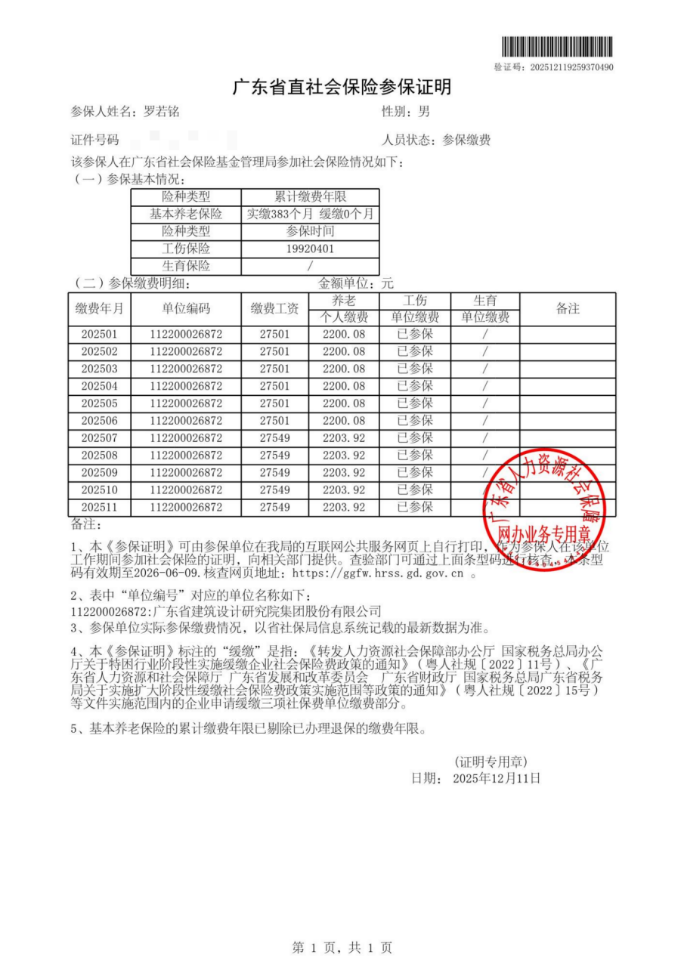 验证码：202512119259370490
广东省直社会保险参保证明
参保人姓名：罗若铭 性别：男
证件号码 人员状态：参保缴费
该参保人在广东省社会保险基金管理局参加社会保险情况如下：
（一）参保基本情况：
险种类型 累计缴费年限
基本养老保险 实缴383个月 缓缴0个月
险种类型 参保时间
工伤保险 19920401
生育保险 /
（二）参保缴费明细： 金额单位：元
缴费年月 单位编码 缴费工资 养老 工伤 生育 备注
个人缴费 单位缴费 单位缴费
202501 112200026872 27501 2200.08 已参保 /
202502 112200026872 27501 2200.08 已参保 /
202503 112200026872 27501 2200.08 已参保 /
202504 112200026872 27501 2200.08 已参保 /
202505 112200026872 27501 2200.08 已参保 /
202506 112200026872 27501 2200.08 已参保 /
202507 112200026872 27549 2203.92 已参保 /
202508 112200026872 27549 2203.92 已参保 /
202509 112200026872 27549 2203.92 已参保 /
202510 112200026872 27549 2203.92 已参保 /
202511 112200026872 27549 2203.92 已参保 /
广东省人力资源社会保障
网办业务专用章
备注：
1、本《参保证明》可由参保单位在我局的互联网公共服务网页上自行打印，作为参保人在该单位
工作期间参加社会保险的证明，向相关部门提供。查验部门可通过上面条型码进行核查，本条型
码有效期至2026-06-09.核查网页地址：https://ggfw.hrss.gd.gov.cn 。
2、表中“单位编号”对应的单位名称如下：
112200026872:广东省建筑设计研究院集团股份有限公司
3、参保单位实际参保缴费情况，以省社保局信息系统记载的最新数据为准。
4、本《参保证明》标注的“缓缴”是指：《转发人力资源社会保障部办公厅 国家税务总局办公
厅关于特困行业阶段性实施缓缴企业社会保险费政策的通知》（粤人社规〔2022〕11号）、《广
东省人力资源和社会保障厅 广东省发展和改革委员会 广东省财政厅 国家税务总局广东省税务
局关于实施扩大阶段性缓缴社会保险费政策实施范围等政策的通知》（粤人社规〔2022〕15号）
等文件实施范围内的企业申请缓缴三项社保费单位缴费部分。
5、基本养老保险的累计缴费年限已剔除已办理退保的缴费年限。
(证明专用章)
日期： 2025年12月11日
第 1 页, 共 1 页